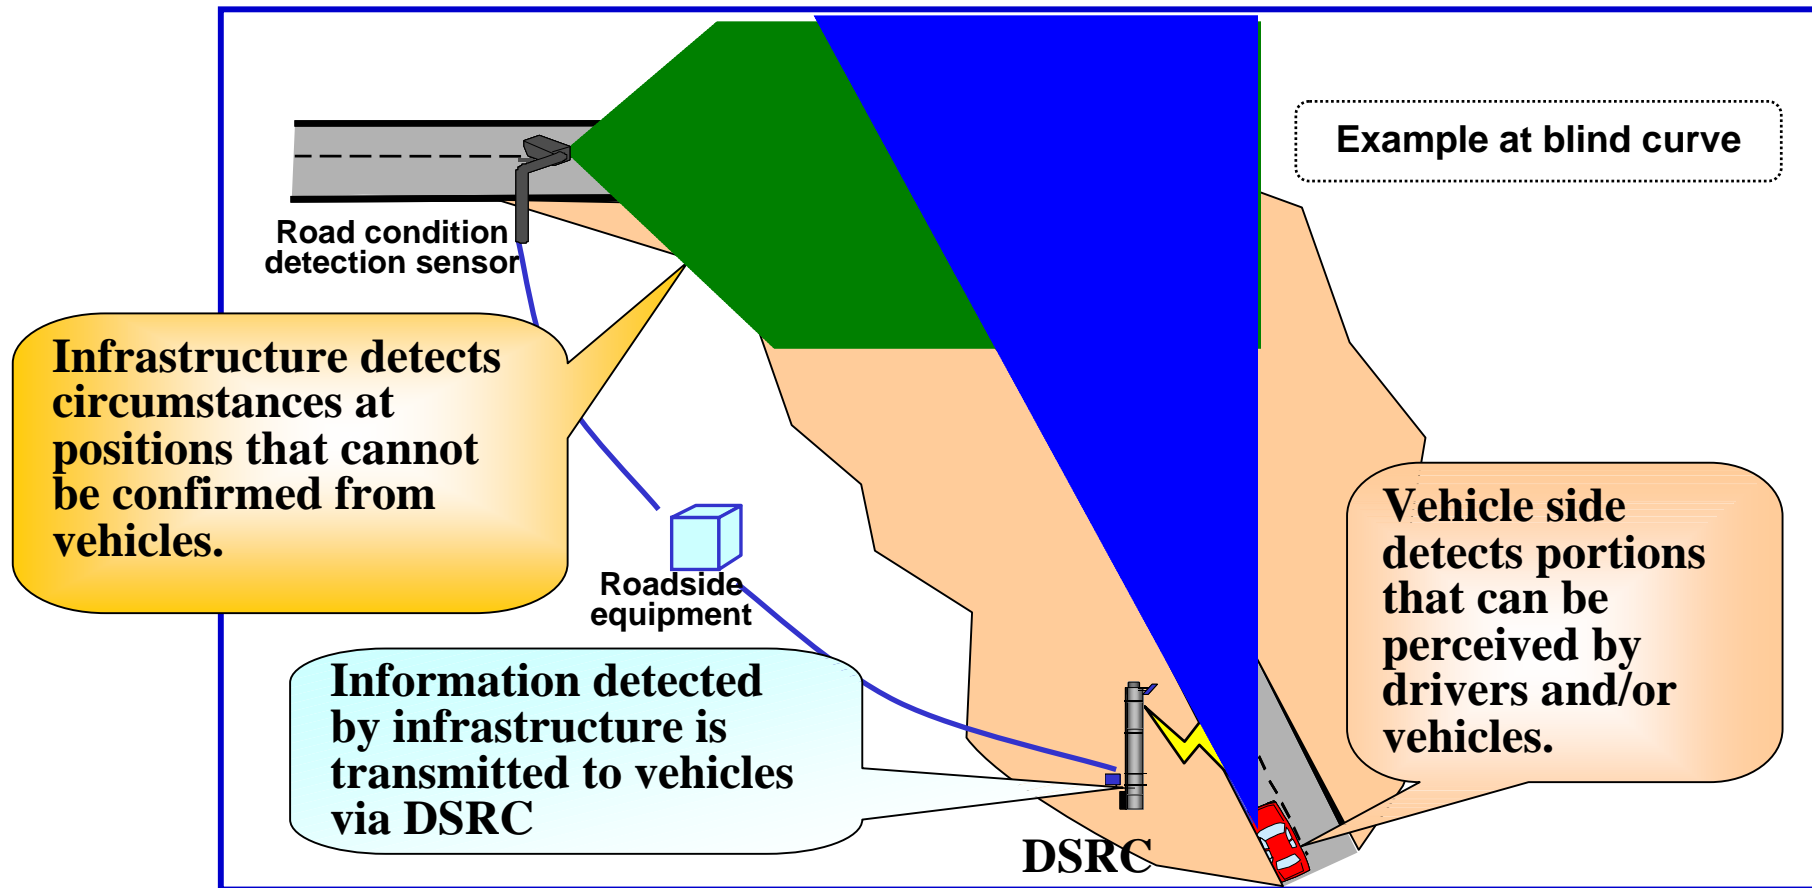 Example at blind curve
Road condition
detection sensor
Infrastructure detects
circumstances at
positions that cannot
be confirmed from
vehicles.
Roadside
equipment
Vehicle side
detects portions
that can be
perceived by
drivers and/or
vehicles.
Information detected
by infrastructure is
transmitted to vehicles
via DSRC
DSRC